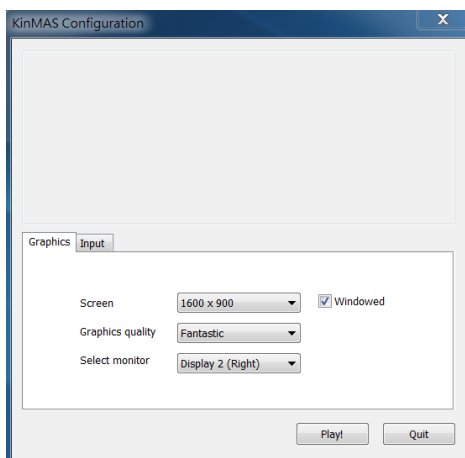 KinMAS Configuration
Graphics Input
Screen 1600 x 900 Windowed
Graphics quality Fantastic
Select monitor Display 2 (Right)
Play! Quit